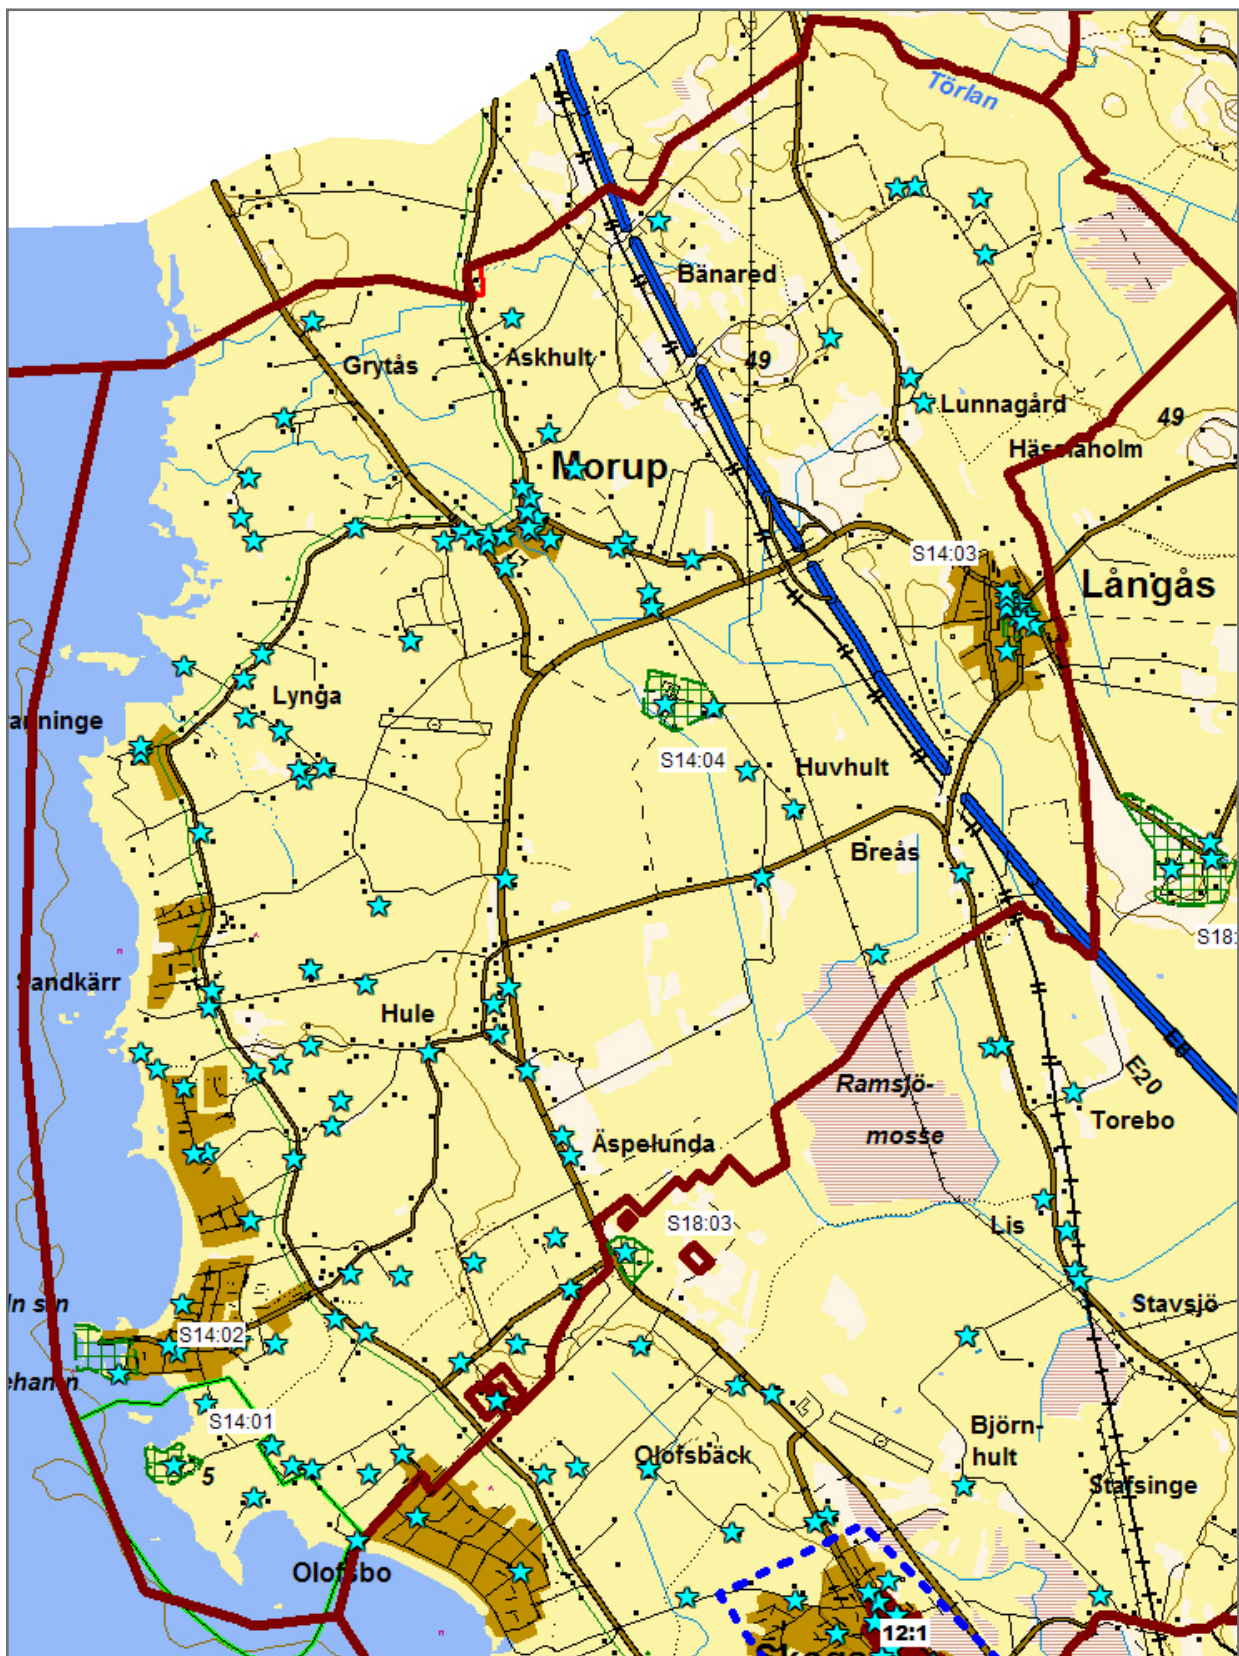 Törlan
Bänared
49
Grytås
Askhult
Lunnagård
49
Hässlaholm
Morup
S14:03
Långås
Lynga
S14:04
Huvhult
Breås
S18:
Sandkärr
Hule
E6
E20
Ramsjö-
mosse
Torebo
Äspelunda
S18:03
Lis
Stavsjö
S14:02
S14:01
5
Björn-
hult
Olofsbäck
Stafsinge
Olofsbo
12:1